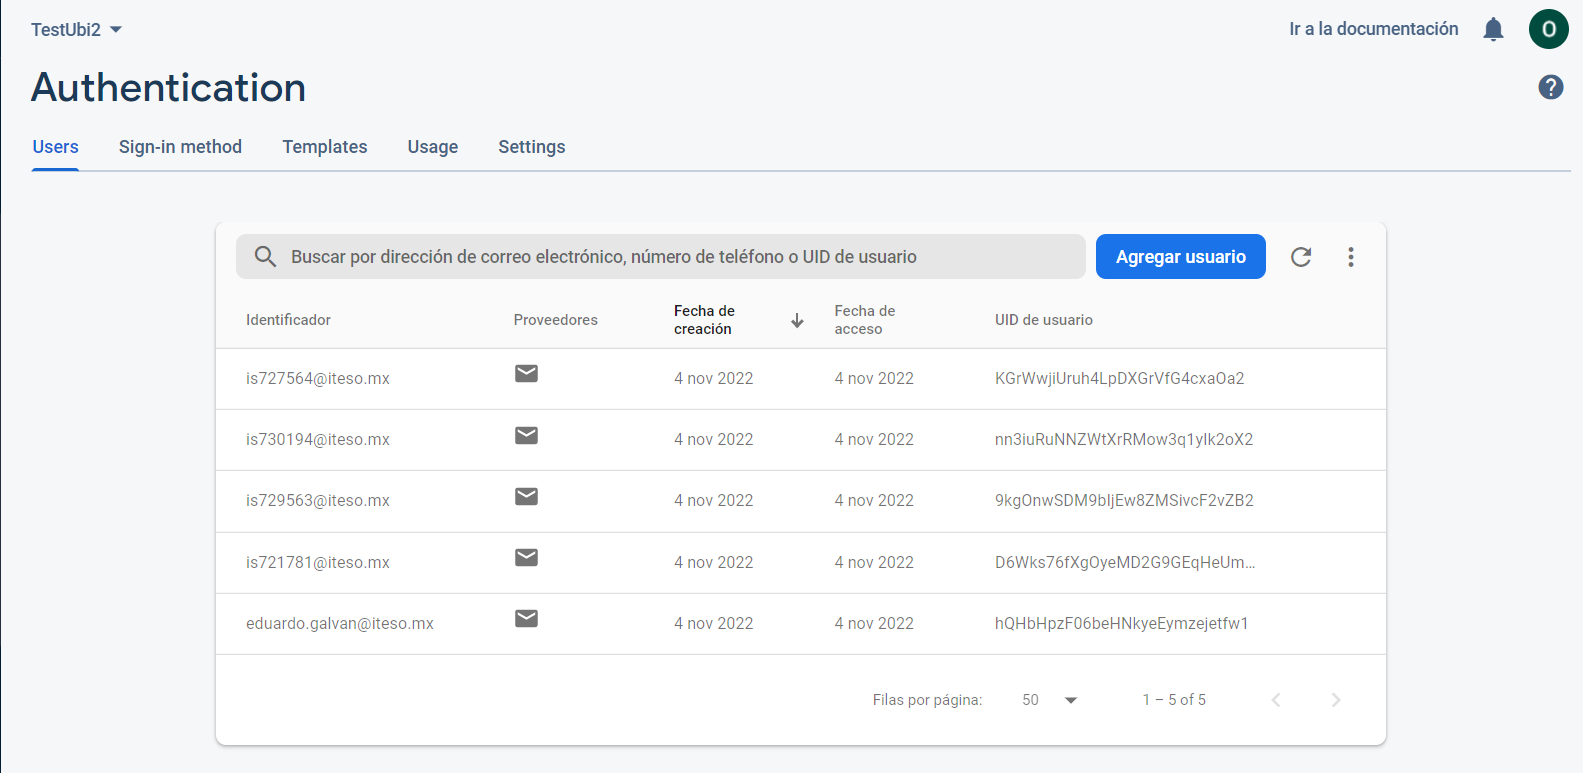 TestUbi2
Ir a la documentación
O
Authentication
?
Users Sign-in method Templates Usage Settings
Buscar por dirección de correo electrónico, número de teléfono o UID de usuario
Agregar usuario
Identificador Proveedores Fecha de creación Fecha de acceso UID de usuario
is727564@iteso.mx 4 nov 2022 4 nov 2022 KGrWwjiUruh4LpDXGrVfG4cxaOa2
is730194@iteso.mx 4 nov 2022 4 nov 2022 nn3iuRuNNZWtXrRMow3q1yIk2oX2
is729563@iteso.mx 4 nov 2022 4 nov 2022 9kgOnwSDM9bIjEw8ZMSivcF2vZB2
is721781@iteso.mx 4 nov 2022 4 nov 2022 D6Wks76fXgOyeMD2G9GEqHeUm...
eduardo.galvan@iteso.mx 4 nov 2022 4 nov 2022 hQHbHpzF06beHNkyeEymzejetfw1
Filas por página: 50 1 – 5 of 5